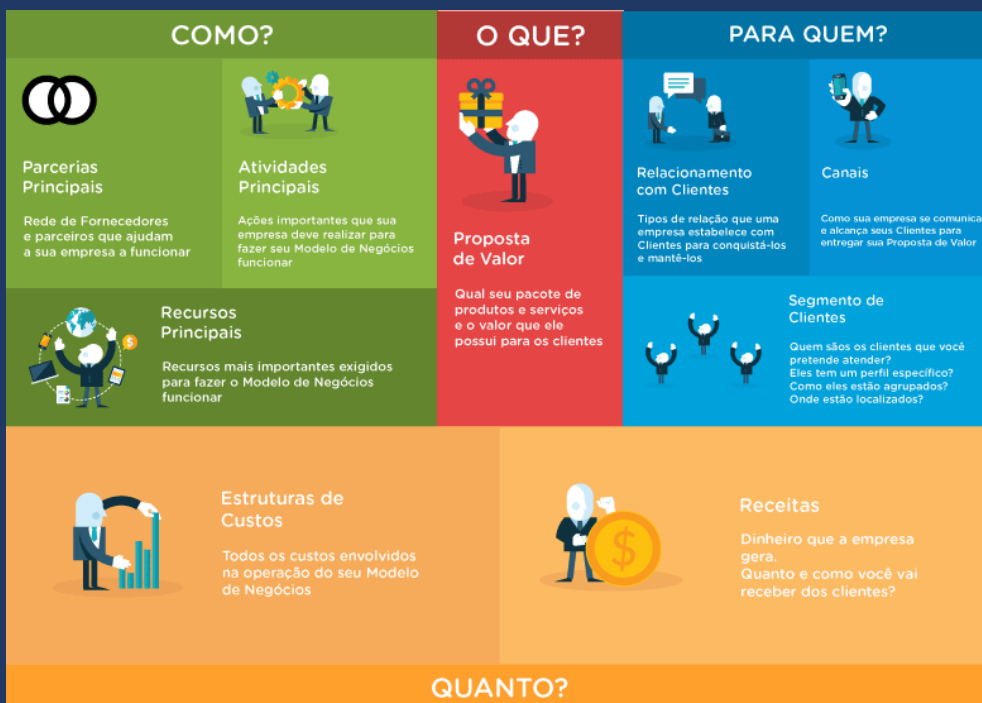 COMO?
O QUE?
PARA QUEM?
Parcerias
Principais
Rede de Fornecedores
e parceiros que ajudam
a sua empresa a funcionar
Atividades
Principais
Ações importantes que sua
empresa deve realizar para
fazer seu Modelo de Negócios
funcionar
Recursos
Principais
Recursos mais importantes exigidos
para fazer o Modelo de Negócios
funcionar
Proposta
de Valor
Qual seu pacote de
produtos e serviços
e o valor que ele
possui para os clientes
Relacionamento
com Clientes
Tipos de relação que uma
empresa estabelece com
Clientes para conquistá-los
e mantê-los
Canais
Como sua empresa se comunica
e alcança seus Clientes para
entregar sua Proposta de Valor
Segmento de
Clientes
Quem sãos os clientes que você
pretende atender?
Eles tem um perfil específico?
Como eles estão agrupados?
Onde estão localizados?
Estruturas de
Custos
Todos os custos envolvidos
na operação do seu Modelo
de Negócios
$
Receitas
Dinheiro que a empresa
gera.
Quanto e como você vai
receber dos clientes?
QUANTO?